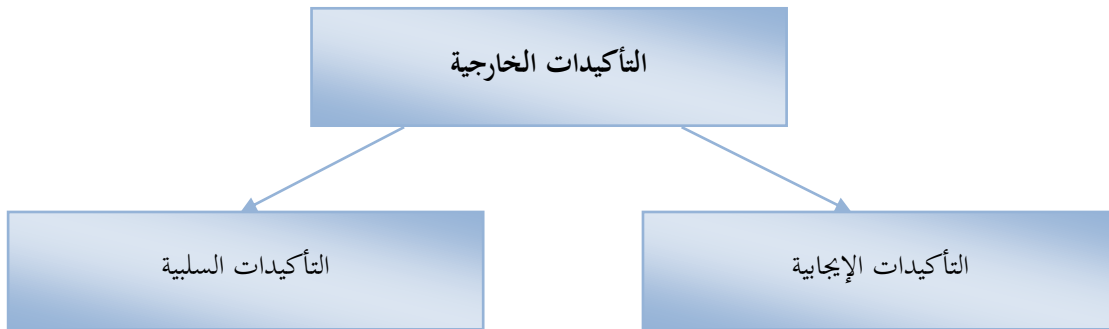 التأكيدات الخارجية
التأكيدات الإيجابية
التأكيدات السلبية